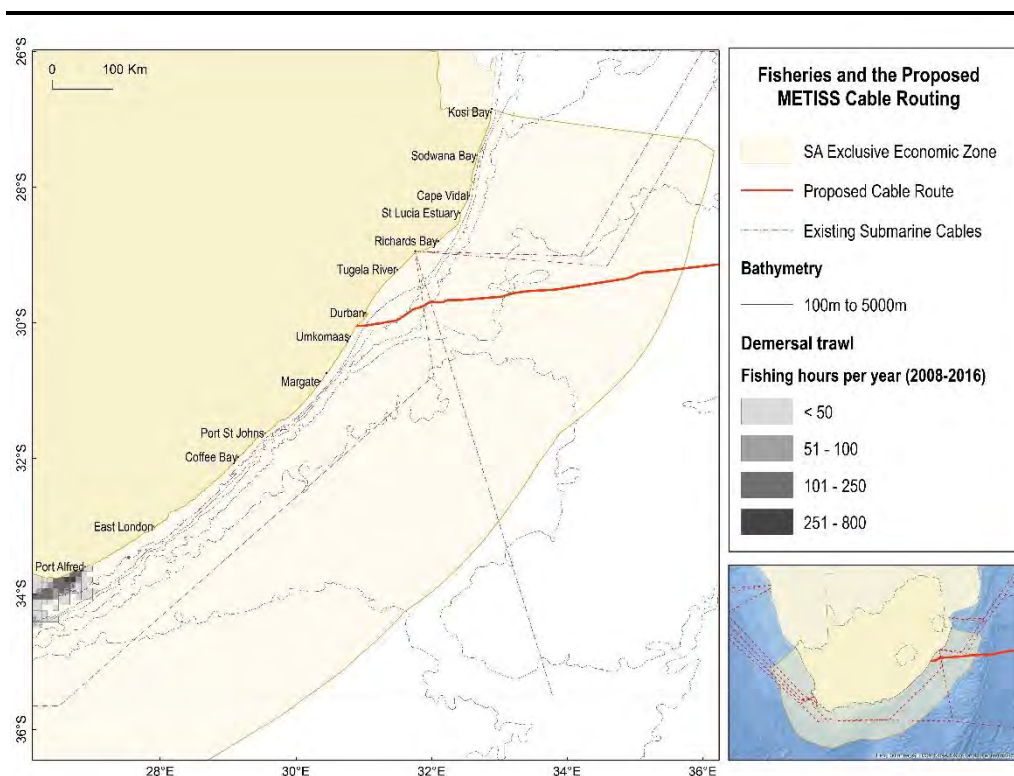 26°S
28°S
30°S
32°S
34°S
36°S
0 100 Km
Kosi Bay
Sodwana Bay
Cape Vidal
St Lucia Estuary
Richards Bay
Tugela River
Durban
Umkomaas
Margate
Port St Johns
Coffee Bay
East London
Port Alfred
28°E 30°E 32°E 34°E 36°E
Fisheries and the Proposed
METISS Cable Routing
SA Exclusive Economic Zone
Proposed Cable Route
Existing Submarine Cables
Bathymetry
100m to 5000m
Demersal trawl
Fishing hours per year (2008-2016)
< 50
51 - 100
101 - 250
251 - 800